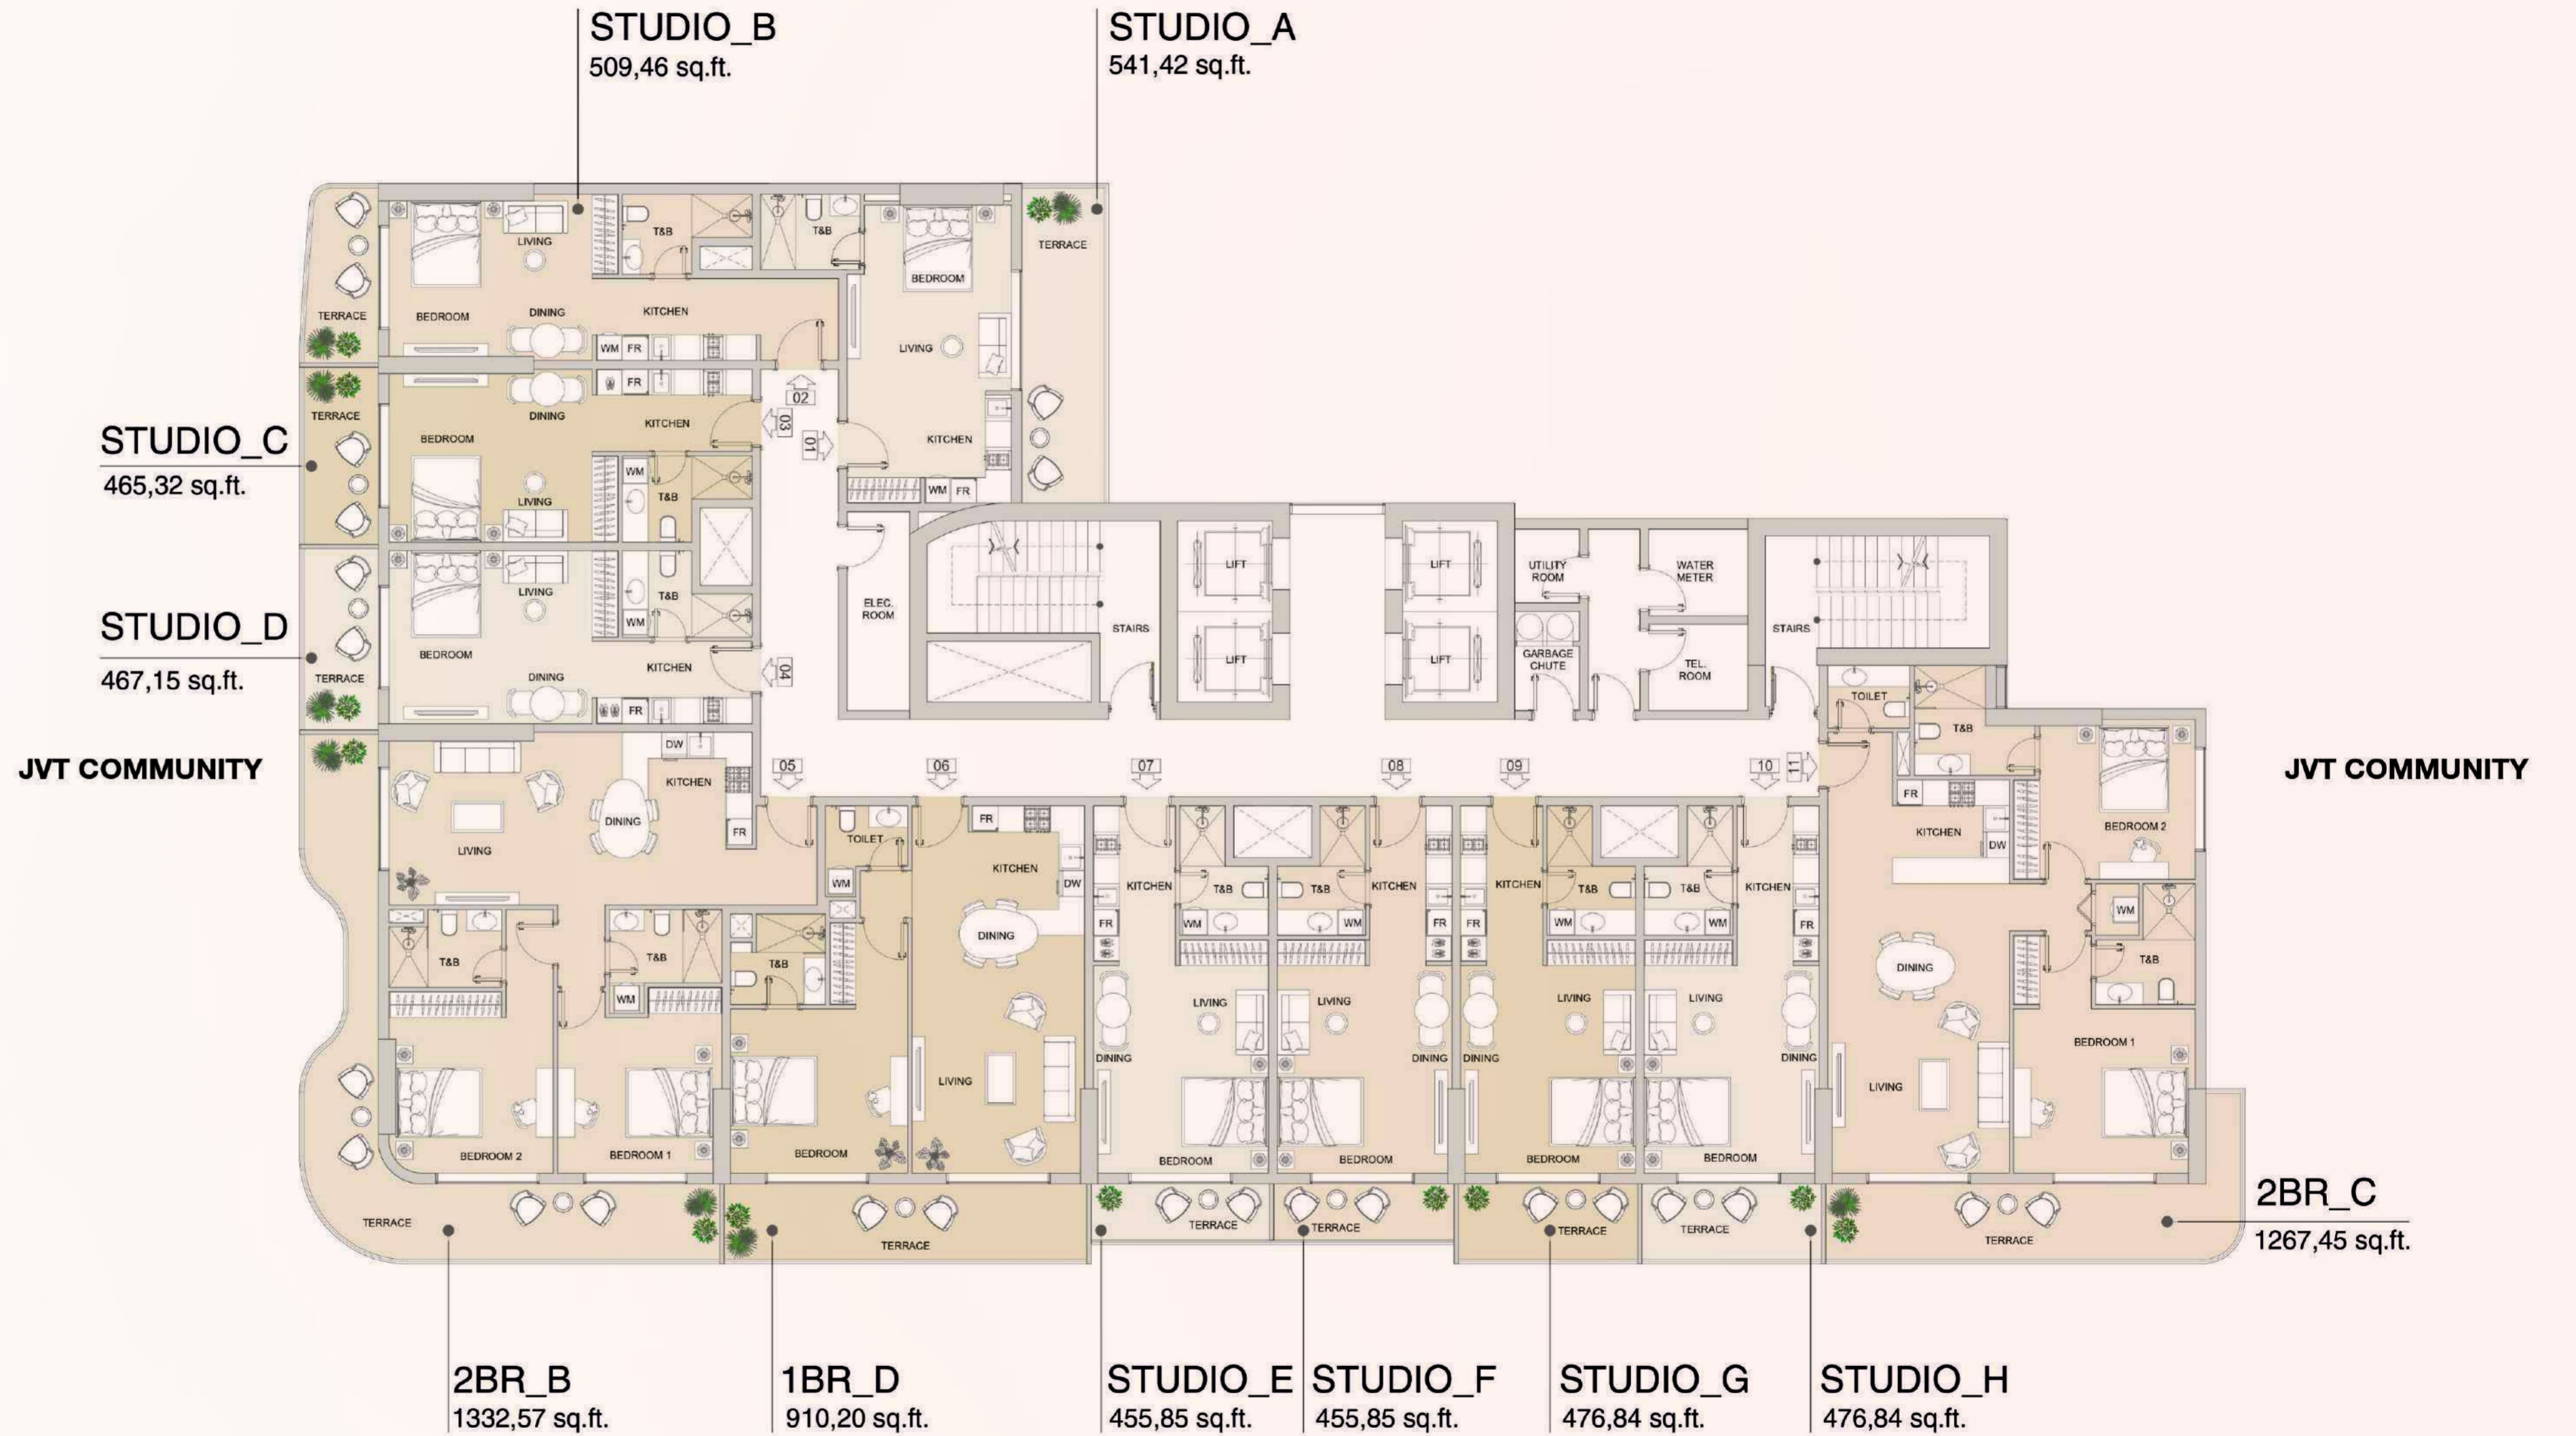 STUDIO_B
509,46 sq.ft.
STUDIO_A
541,42 sq.ft.
T&B
T&B
LIVING
TERRACE
BEDROOM
TERRACE
BEDROOM
DINING
KITCHEN
LIVING
WM FR
02
03
01
TERRACE
DINING
FR
KITCHEN
BEDROOM
KITCHEN
WM FR
STUDIO_C
465,32 sq.ft.
WM
T&B
LIVING
LIVING
T&B
WM
BEDROOM
KITCHEN
DINING
TERRACE
FR
04
STUDIO_D
467,15 sq.ft.
ELEC.
ROOM
STAIRS
LIFT
LIFT
LIFT
LIFT
UTILITY
ROOM
WATER
METER
GARBAGE
CHUTE
TEL.
ROOM
STAIRS
TOILET
T&B
JVT COMMUNITY
JVT COMMUNITY
05
06
07
08
09
10
11
DW
KITCHEN
DINING
FR
LIVING
TOILET
WM
FR
KITCHEN
DW
DINING
KITCHEN
T&B
WM
FR
T&B
KITCHEN
WM
FR
FR
KITCHEN
T&B
WM
T&B
KITCHEN
WM
FR
FR
KITCHEN
DW
BEDROOM 2
WM
T&B
DINING
T&B
T&B
WM
T&B
LIVING
LIVING
LIVING
LIVING
DINING
DINING
DINING
DINING
BEDROOM 1
LIVING
LIVING
BEDROOM 2
BEDROOM 1
BEDROOM
BEDROOM
BEDROOM
BEDROOM
BEDROOM
TERRACE
TERRACE
TERRACE
TERRACE
TERRACE
TERRACE
TERRACE
2BR_C
1267,45 sq.ft.
2BR_B
1332,57 sq.ft.
1BR_D
910,20 sq.ft.
STUDIO_E
455,85 sq.ft.
STUDIO_F
455,85 sq.ft.
STUDIO_G
476,84 sq.ft.
STUDIO_H
476,84 sq.ft.